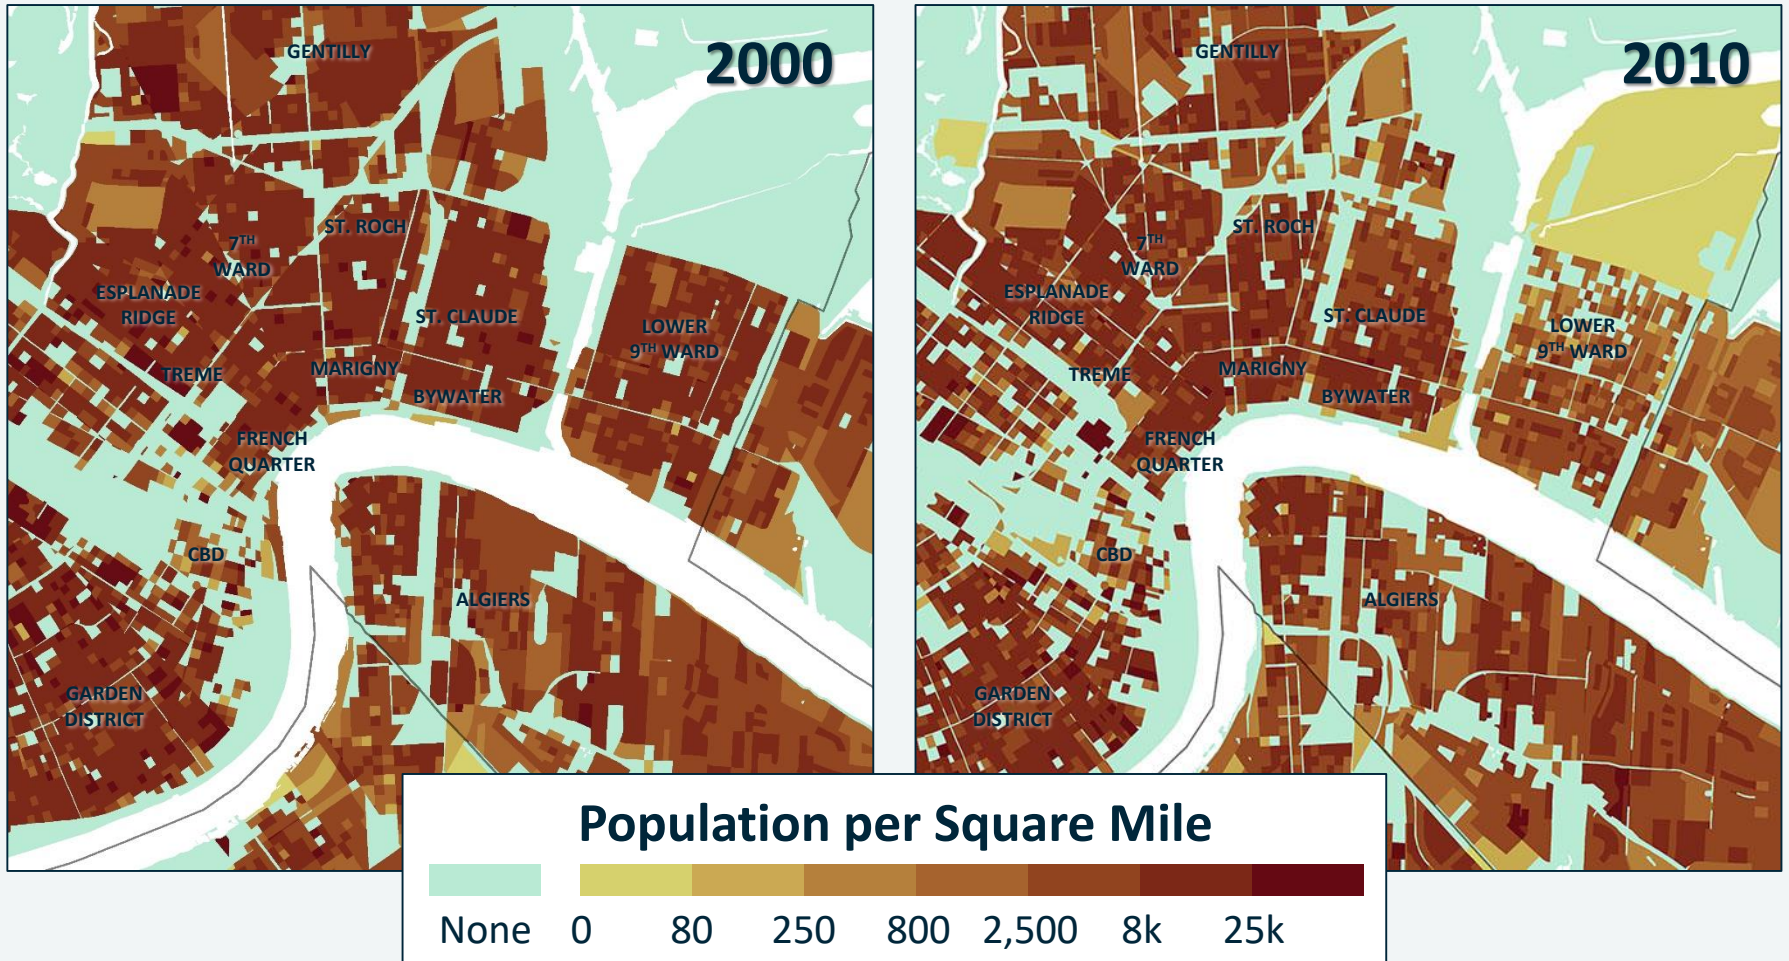 2000
GENTILLY
ST. ROCH
7TH
WARD
ESPLANADE
RIDGE
ST. CLAUDE
LOWER
9TH WARD
TREME
MARIGNY
BYWATER
FRENCH
QUARTER
CBD
ALGIERS
GARDEN
DISTRICT
2010
GENTILLY
ST. ROCH
7TH
WARD
ESPLANADE
RIDGE
ST. CLAUDE
LOWER
9TH WARD
TREME
MARIGNY
BYWATER
FRENCH
QUARTER
CBD
ALGIERS
GARDEN
DISTRICT
Population per Square Mile
None 0 80 250 800 2,500 8k 25k